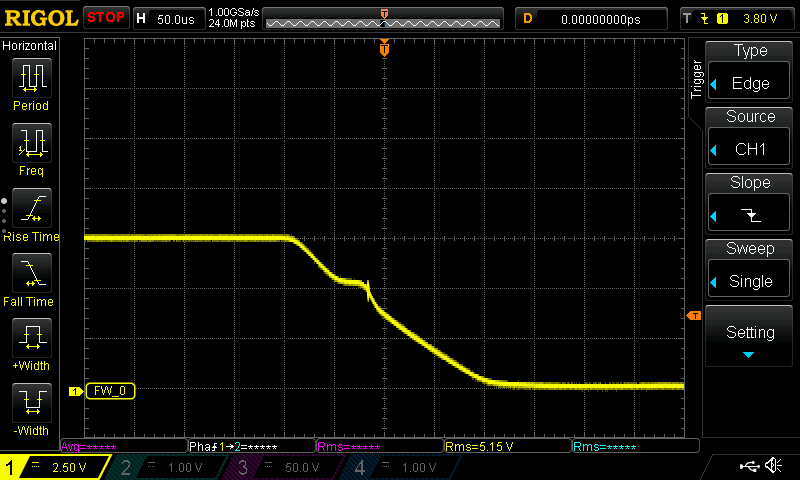 RIGOL STOP H 50.0us 1.00GSa/s 24.0M pts T D 0.00000000ps T 1 3.80 V
Horizontal
Period
Freq
Rise Time
Fall Time
+Width
-Width
T
1 FW_0
T
Trigger
Type
Edge
Source
CH1
Slope
Sweep
Single
Setting
Avg=***** Pha 1→2=***** Rms=***** Rms=5.15 V Rms=*****
1 2.50 V 2 1.00 V 3 50.0 V 4 1.00 V